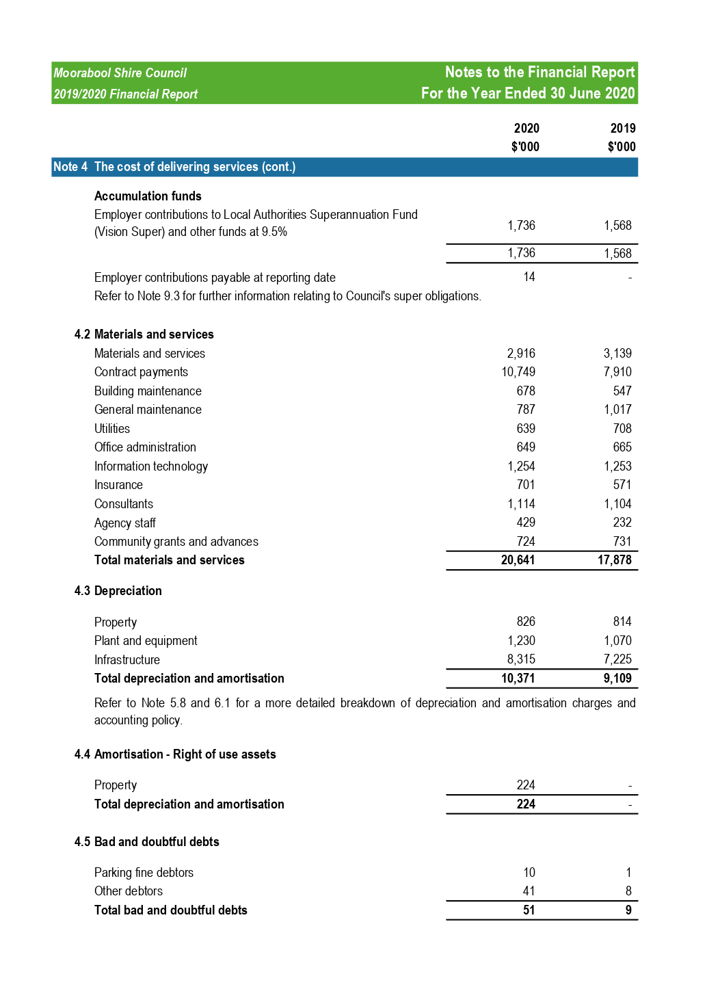 Moorabool Shire Council Notes to the Financial Report
2019/2020 Financial Report For the Year Ended 30 June 2020
2020 2019
$'000 $'000
Note 4 The cost of delivering services (cont.)
Accumulation funds
Employer contributions to Local Authorities Superannuation Fund
(Vision Super) and other funds at 9.5% 1,736 1,568
1,736 1,568
Employer contributions payable at reporting date 14 -
Refer to Note 9.3 for further information relating to Council's super obligations.
4.2 Materials and services
Materials and services 2,916 3,139
Contract payments 10,749 7,910
Building maintenance 678 547
General maintenance 787 1,017
Utilities 639 708
Office administration 649 665
Information technology 1,254 1,253
Insurance 701 571
Consultants 1,114 1,104
Agency staff 429 232
Community grants and advances 724 731
Total materials and services 20,641 17,878
4.3 Depreciation
Property 826 814
Plant and equipment 1,230 1,070
Infrastructure 8,315 7,225
Total depreciation and amortisation 10,371 9,109
Refer to Note 5.8 and 6.1 for a more detailed breakdown of depreciation and amortisation charges and
accounting policy.
4.4 Amortisation - Right of use assets
Property 224 -
Total depreciation and amortisation 224 -
4.5 Bad and doubtful debts
Parking fine debtors 10 1
Other debtors 41 8
Total bad and doubtful debts 51 9